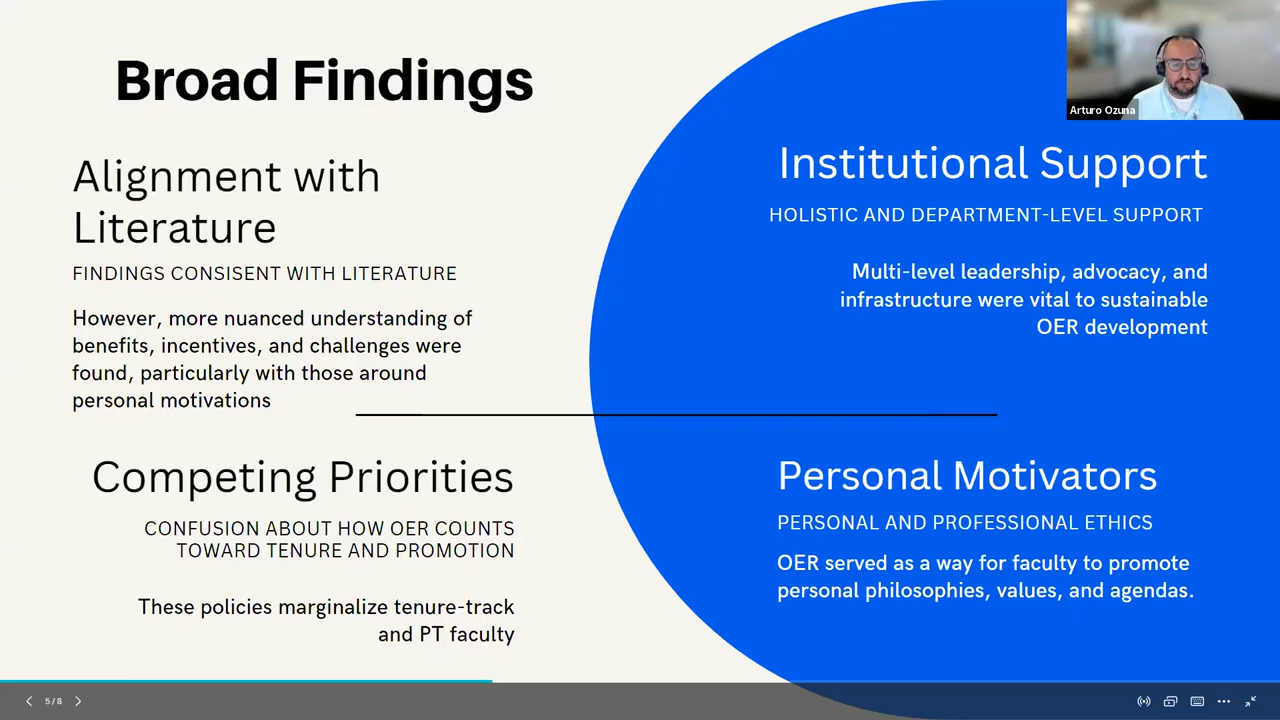 Broad Findings
Alignment with
Literature
FINDINGS CONSISENT WITH LITERATURE
However, more nuanced understanding of
benefits, incentives, and challenges were
found, particularly with those around
personal motivations
Institutional Support
HOLISTIC AND DEPARTMENT-LEVEL SUPPORT
Multi-level leadership, advocacy, and
infrastructure were vital to sustainable
OER development
Competing Priorities
CONFUSION ABOUT HOW OER COUNTS
TOWARD TENURE AND PROMOTION
These policies marginalize tenure-track
and PT faculty
Personal Motivators
PERSONAL AND PROFESSIONAL ETHICS
OER served as a way for faculty to promote
personal philosophies, values, and agendas.
Arturo Ozuna
5/8